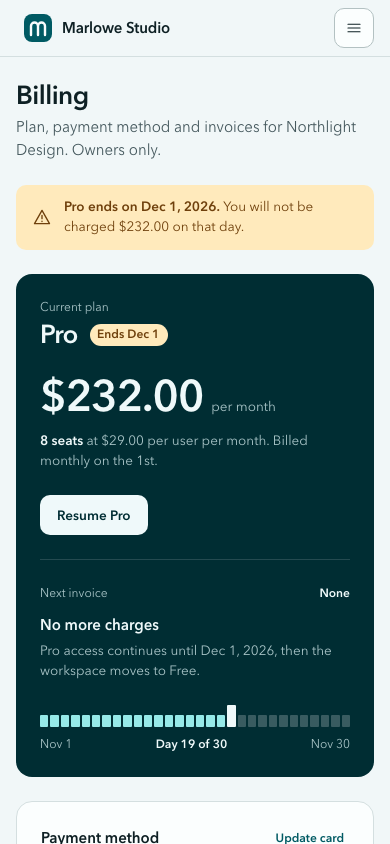 Marlowe Studio
Billing
Plan, payment method and invoices for Northlight
Design. Owners only.
Pro ends on Dec 1, 2026. You will not be
charged $232.00 on that day.
Current plan
Pro Ends Dec 1
$232.00 per month
8 seats at $29.00 per user per month. Billed
monthly on the 1st.
Resume Pro
Next invoice None
No more charges
Pro access continues until Dec 1, 2026, then the
workspace moves to Free.
Nov 1 Day 19 of 30 Nov 30
Payment method Update card